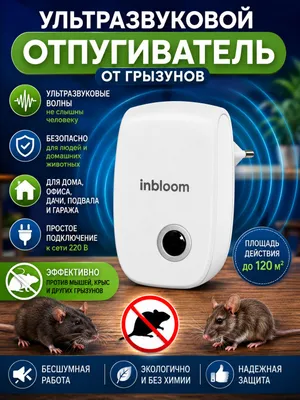 УЛЬТРАЗВУКОВОЙ
ОТПУГИВАТЕЛЬ
ОТ ГРЫЗУНОВ
УЛЬТРАЗВУКОВЫЕ
ВОЛНЫ
не слышны
человеку
БЕЗОПАСНО
для людей и
домашних
животных
ДЛЯ ДОМА,
ОФИСА,
ДАЧИ, ПОДВАЛА
И ГАРАЖА
ПРОСТОЕ
ПОДКЛЮЧЕНИЕ
к сети 220 В
ЭФФЕКТИВНО
ПРОТИВ МЫШЕЙ, КРЫС
И ДРУГИХ ГРЫЗУНОВ
inbloom
ПЛОЩАДЬ
ДЕЙСТВИЯ
до 120 м²
БЕСШУМНАЯ
РАБОТА
ЭКОЛОГИЧНО
И БЕЗ ХИМИИ
НАДЕЖНАЯ
ЗАЩИТА